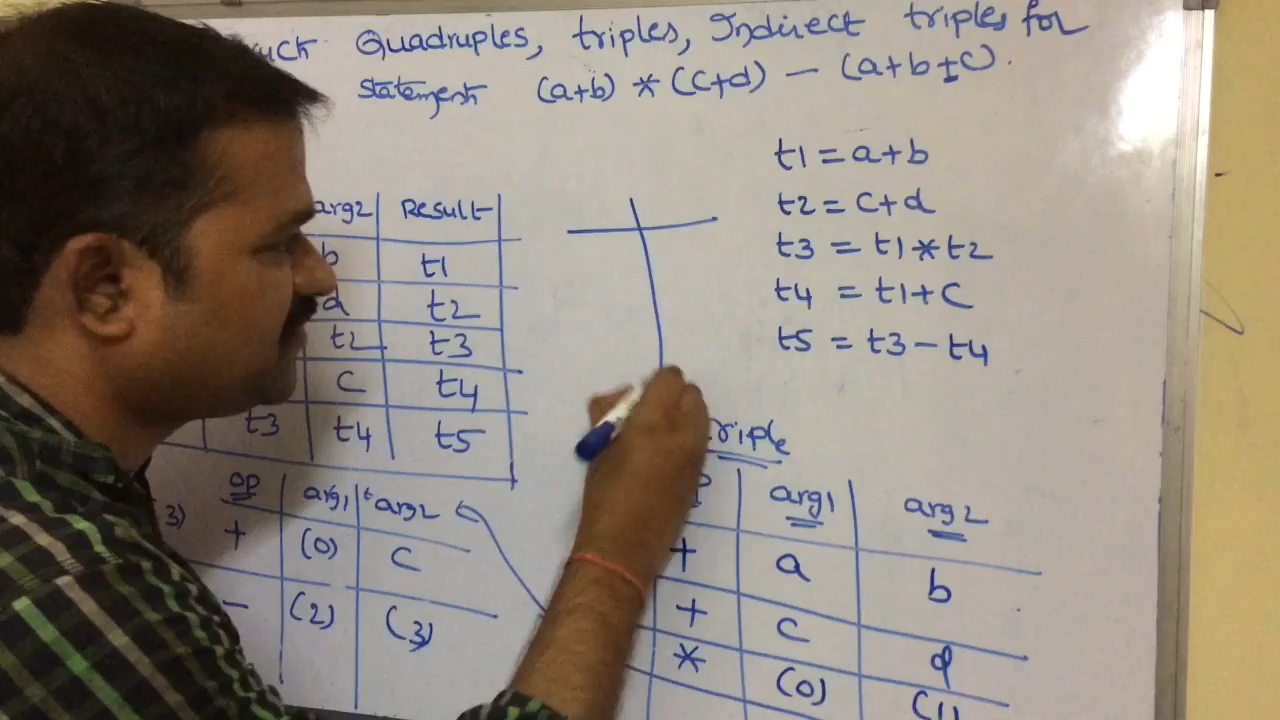 Quadruples, triples, Indirect triples for
statement (a+b) * (c+d) - (a+b+c).
t1 = a+b
t2 = c+d
t3 = t1*t2
t4 = t1+c
t5 = t3-t4
arg2 Result
b t1
d t2
t2 t3
c t4
t3 t4 t5
op arg1 arg2
3) + (0) c
- (2) (3)
arg1 arg2
+ a b
+ c d
* (0) (1)